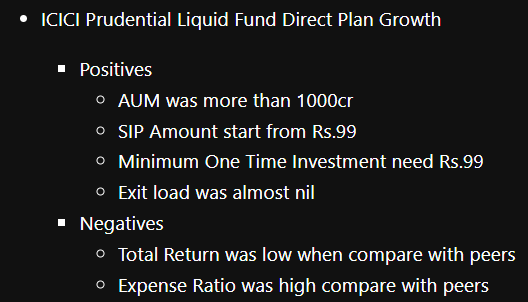 ICICI Prudential Liquid Fund Direct Plan Growth
Positives
AUM was more than 1000cr
SIP Amount start from Rs.99
Minimum One Time Investment need Rs.99
Exit load was almost nil
Negatives
Total Return was low when compare with peers
Expense Ratio was high compare with peers